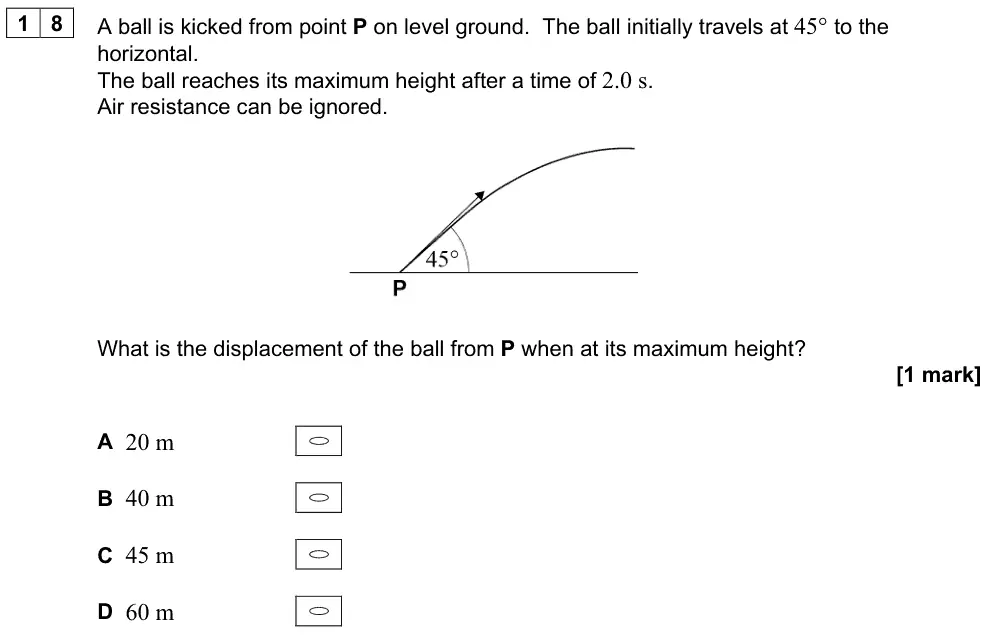 1 8 A ball is kicked from point P on level ground. The ball initially travels at 45° to the
horizontal.
The ball reaches its maximum height after a time of 2.0 s.
Air resistance can be ignored.
45°
P
What is the displacement of the ball from P when at its maximum height?
[1 mark]
A 20 m
B 40 m
C 45 m
D 60 m